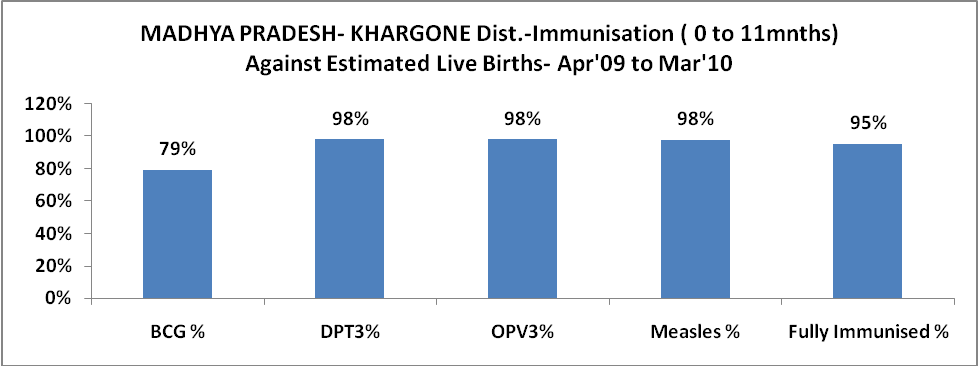 MADHYA PRADESH- KHARGONE Dist.-Immunisation ( 0 to 11mnths)
Against Estimated Live Births- Apr'09 to Mar'10
120%
100%
80%
60%
40%
20%
0%
79%
98%
98%
98%
95%
BCG %
DPT3%
OPV3%
Measles %
Fully Immunised %